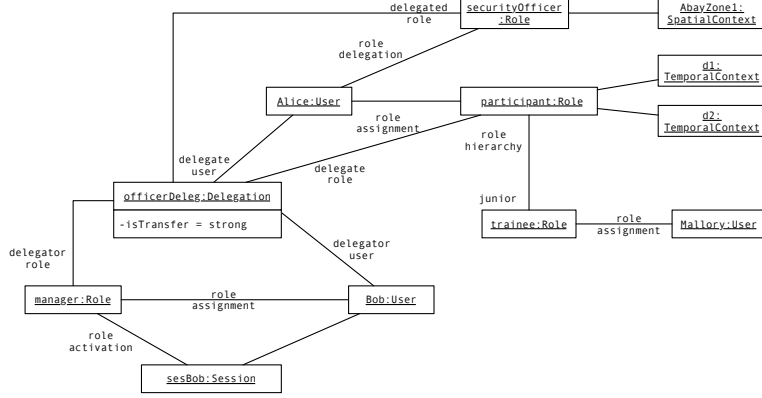 delegated
role
securityOfficer
:Role
AbayZone1:
SpatialContext
role
delegation
d1:
TemporalContext
Alice:User
participant:Role
role
assignment
d2:
TemporalContext
role
hierarchy
delegate
user
delegate
role
officerDeleg:Delegation
-isTransfer = strong
junior
trainee:Role
role
assignment
Mallory:User
delegator
role
delegator
user
manager:Role
role
assignment
Bob:User
role
activation
sesBob:Session